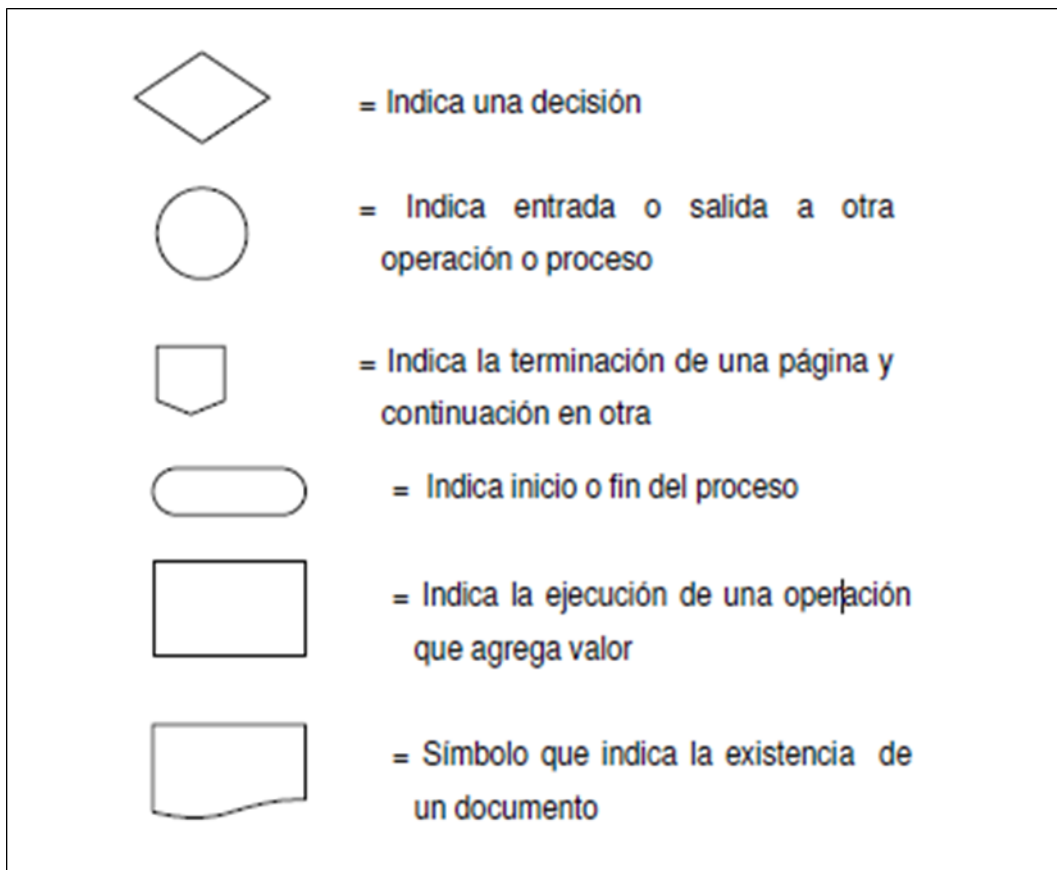 = Indica una decisión
= Indica entrada o salida a otra
operación o proceso
= Indica la terminación de una página y
continuación en otra
= Indica inicio o fin del proceso
= Indica la ejecución de una operación
que agrega valor
= Símbolo que indica la existencia de
un documento